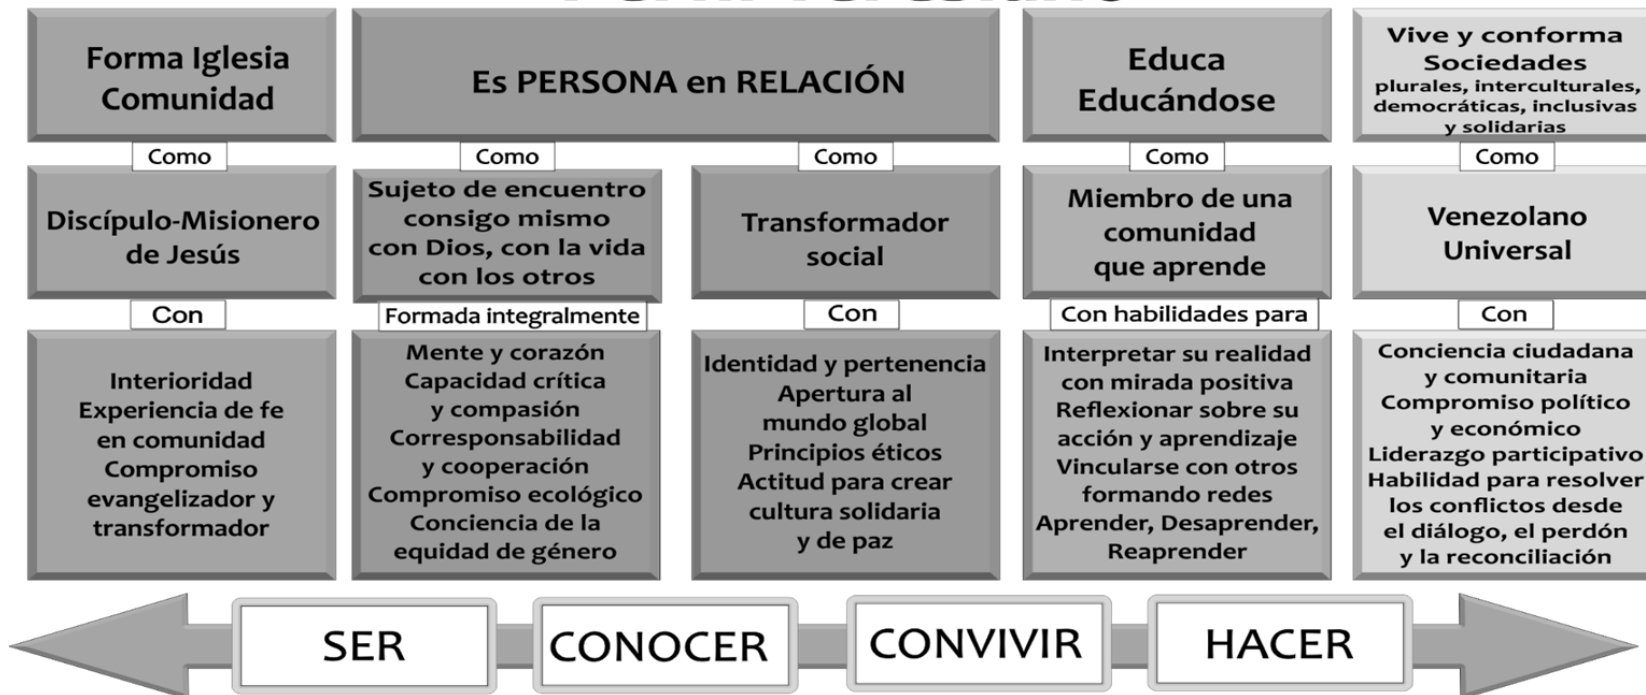 Forma Iglesia
Comunidad
Es PERSONA en RELACIÓN
Educa
Educándose
Vive y conforma
Sociedades
plurales, interculturales,
democráticas, inclusivas
y solidarias
Como
Como
Como
Como
Como
Discípulo-Misionero
de Jesús
Sujeto de encuentro
consigo mismo
con Dios, con la vida
con los otros
Transformador
social
Miembro de una
comunidad
que aprende
Venezolano
Universal
Con
Formada integralmente
Con
Con habilidades para
Con
Interioridad
Experiencia de fe
en comunidad
Compromiso
evangelizador y
transformador
Mente y corazón
Capacidad crítica
y compasión
Corresponsabilidad
y cooperación
Compromiso ecológico
Conciencia de la
equidad de género
Identidad y pertenencia
Apertura al
mundo global
Principios éticos
Actitud para crear
cultura solidaria
y de paz
Interpretar su realidad
con mirada positiva
Reflexionar sobre su
acción y aprendizaje
Vincularse con otros
formando redes
Aprender, Desaprender,
Reaprender
Conciencia ciudadana
y comunitaria
Compromiso político
y económico
Liderazgo participativo
Habilidad para resolver
los conflictos desde
el diálogo, el perdón
y la reconciliación
SER
CONOCER
CONVIVIR
HACER